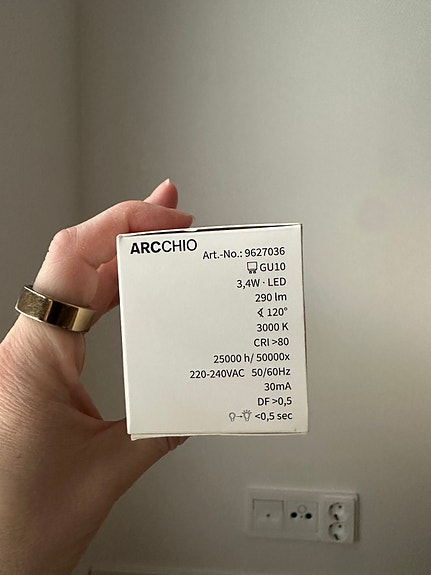 ARCCHIO
Art.-No.: 9627036
GU10
3,4W · LED
290 lm
∢ 120°
3000 K
CRI >80
25000 h/ 50000x
220-240VAC 50/60Hz
30mA
DF >0,5
<0,5 sec